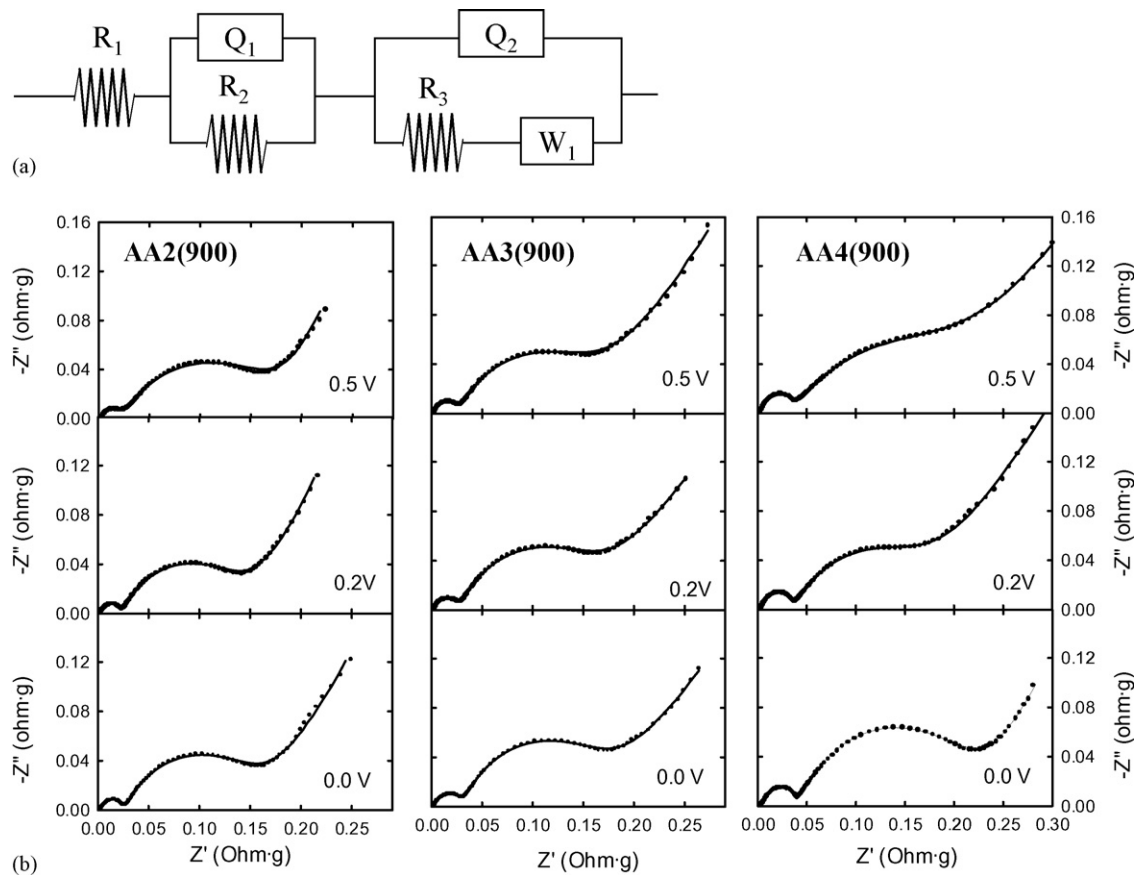 R1
Q1
R2
Q2
R3
W1
(a)
AA2(900)
AA3(900)
AA4(900)
0.16
0.12
0.08
0.04
0.00
-Z" (ohm·g)
0.5 V
0.5 V
0.5 V
0.16
0.12
0.08
0.04
0.00
-Z" (ohm·g)
0.12
0.08
0.04
0.00
-Z" (ohm·g)
0.2V
0.2V
0.2V
0.12
0.08
0.04
0.00
-Z" (ohm·g)
0.12
0.08
0.04
0.00
-Z" (ohm·g)
0.0 V
0.0 V
0.0 V
0.12
0.08
0.04
0.00
-Z" (ohm·g)
0.00 0.05 0.10 0.15 0.20 0.25
0.00 0.05 0.10 0.15 0.20 0.25
0.00 0.05 0.10 0.15 0.20 0.25 0.30
Z' (Ohm·g)
Z' (Ohm·g)
Z' (Ohm·g)
(b)